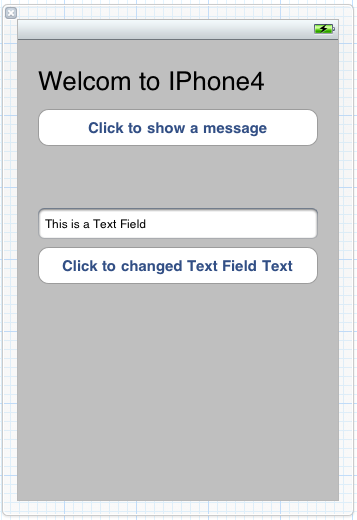 Welcom to IPhone4
Click to show a message
This is a Text Field
Click to changed Text Field Text